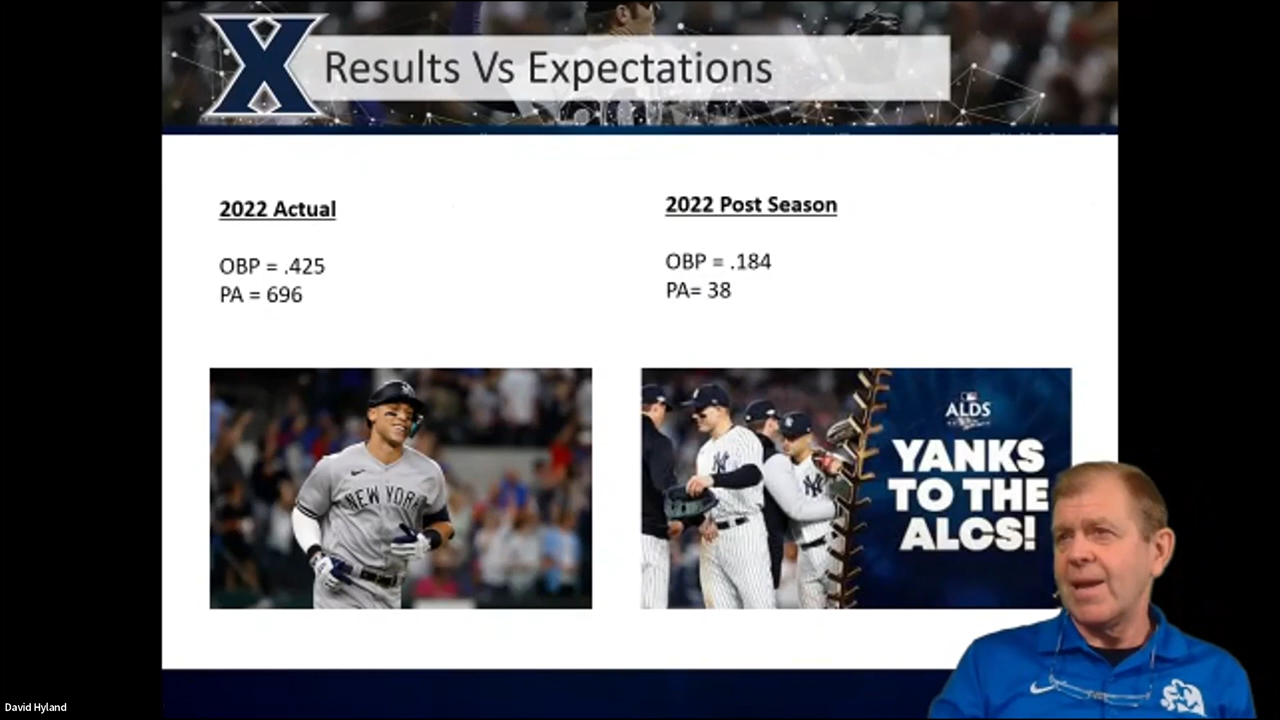 X Results Vs Expectations
2022 Actual
OBP = .425
PA = 696
2022 Post Season
OBP = .184
PA= 38
NEW YORK
ALDS
YANKS
TO THE
ALCS!
David Hyland